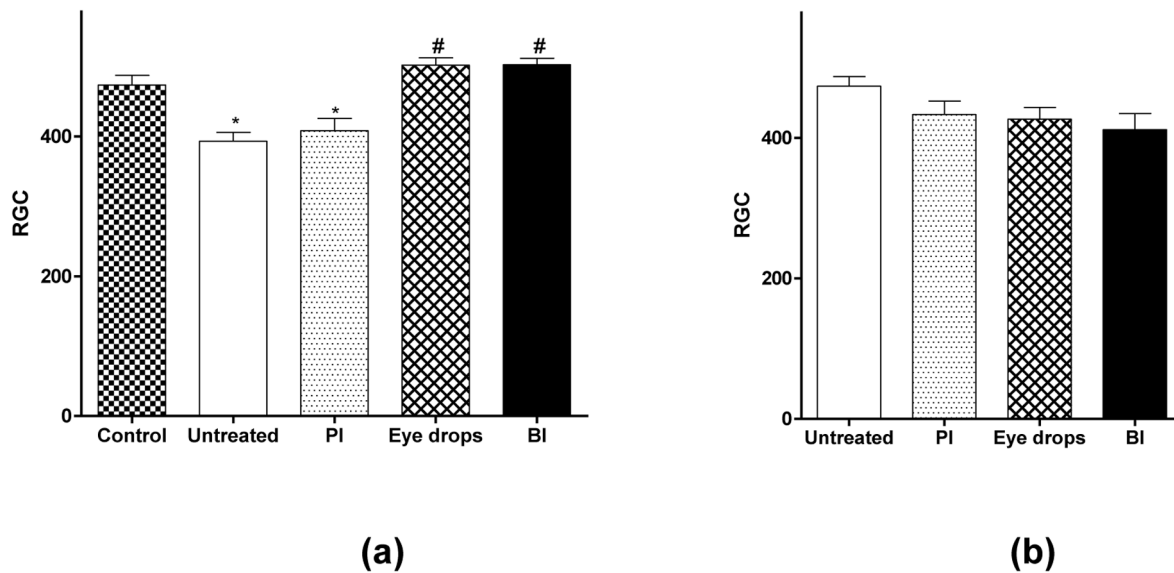 RGC
400
200
0
*
*
#
#
Control Untreated PI Eye drops BI
(a)
RGC
400
200
0
Untreated PI Eye drops BI
(b)